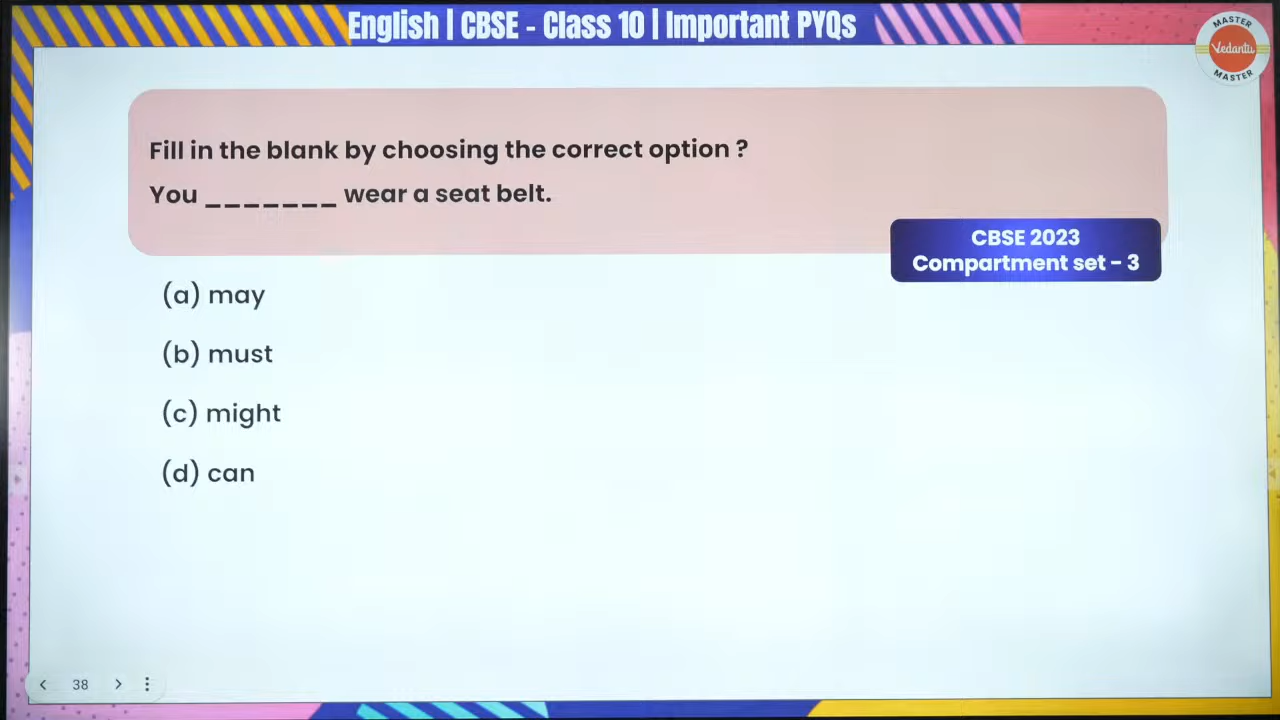 English | CBSE - Class 10 | Important PYQs
MASTER
Vedantu
MASTER
Fill in the blank by choosing the correct option ?
You _______ wear a seat belt.
CBSE 2023
Compartment set - 3
(a) may
(b) must
(c) might
(d) can
38